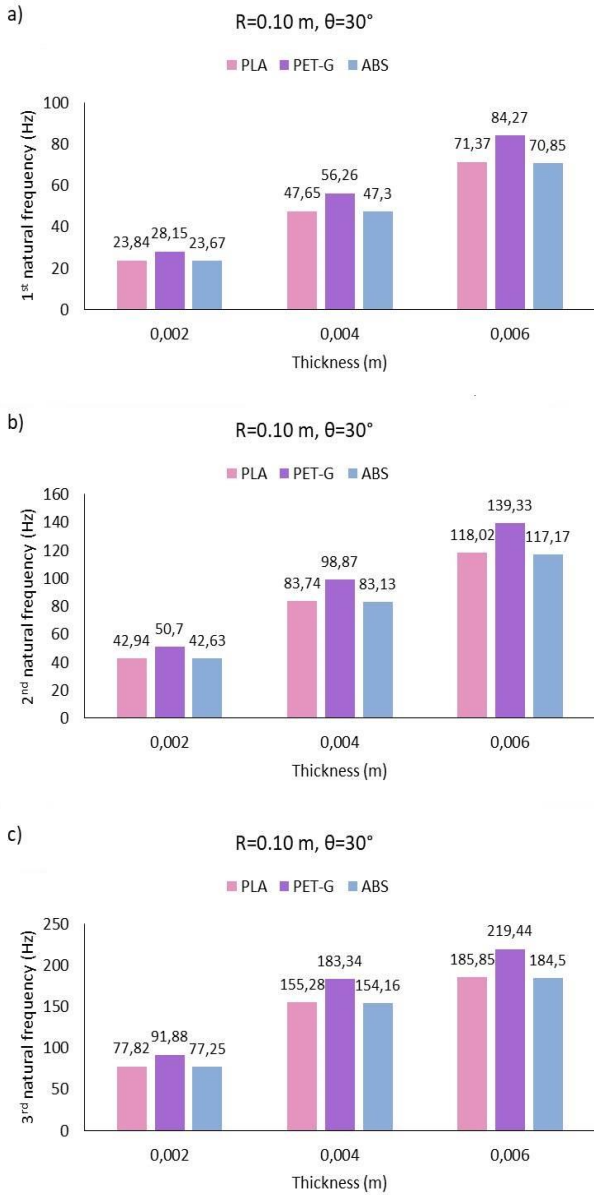 a)
R=0.10 m, θ=30°
PLA PET-G ABS
1st natural frequency (Hz)
100
80
60
40
20
0
23,84 28,15 23,67
47,65 56,26 47,3
71,37 84,27 70,85
0,002 0,004 0,006
Thickness (m)
b)
R=0.10 m, θ=30°
PLA PET-G ABS
2nd natural frequency (Hz)
160
140
120
100
80
60
40
20
0
42,94 50,7 42,63
83,74 98,87 83,13
118,02 139,33 117,17
0,002 0,004 0,006
Thickness (m)
c)
R=0.10 m, θ=30°
PLA PET-G ABS
3rd natural frequency (Hz)
250
200
150
100
50
0
77,82 91,88 77,25
155,28 183,34 154,16
185,85 219,44 184,5
0,002 0,004 0,006
Thickness (m)